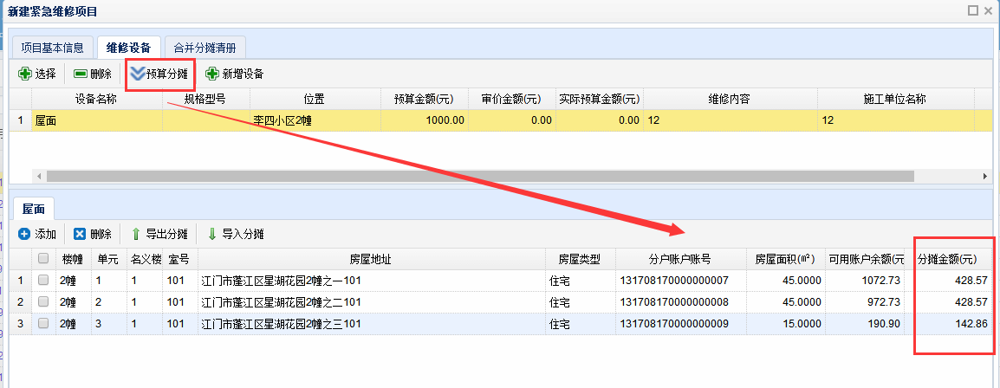 新建紧急维修项目
项目基本信息 维修设备 合并分摊清册
选择 删除 预算分摊 新增设备
设备名称 规格型号 位置 预算金额(元) 审价金额(元) 实际预算金额(元) 维修内容 施工单位名称
1 屋面 李四小区2幢 1000.00 0.00 0.00 12 12
屋面
添加 删除 导出分摊 导入分摊
楼幢 单元 名义楼 室号 房屋地址 房屋类型 分户账户账号 房屋面积(㎡) 可用账户余额(元 分摊金额(元)
1 2幢 1 1 101 江门市蓬江区星湖花园2幢之一101 住宅 131708170000000007 45.0000 1072.73 428.57
2 2幢 2 1 101 江门市蓬江区星湖花园2幢之二101 住宅 131708170000000008 45.0000 972.73 428.57
3 2幢 3 1 101 江门市蓬江区星湖花园2幢之三101 住宅 131708170000000009 15.0000 190.90 142.86